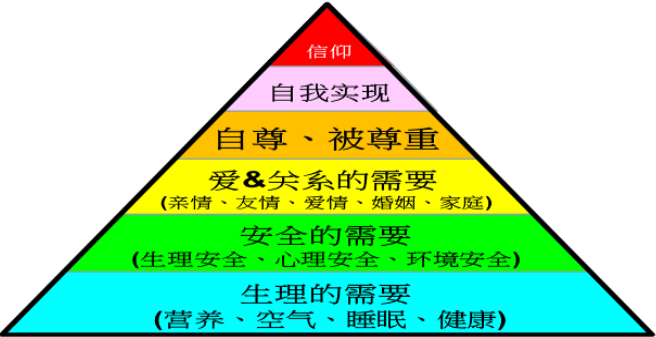 信仰
自我实现
自尊、被尊重
爱&关系的需要
(亲情、友情、爱情、婚姻、家庭)
安全的需要
(生理安全、心理安全、环境安全)
生理的需要
(营养、空气、睡眠、健康)